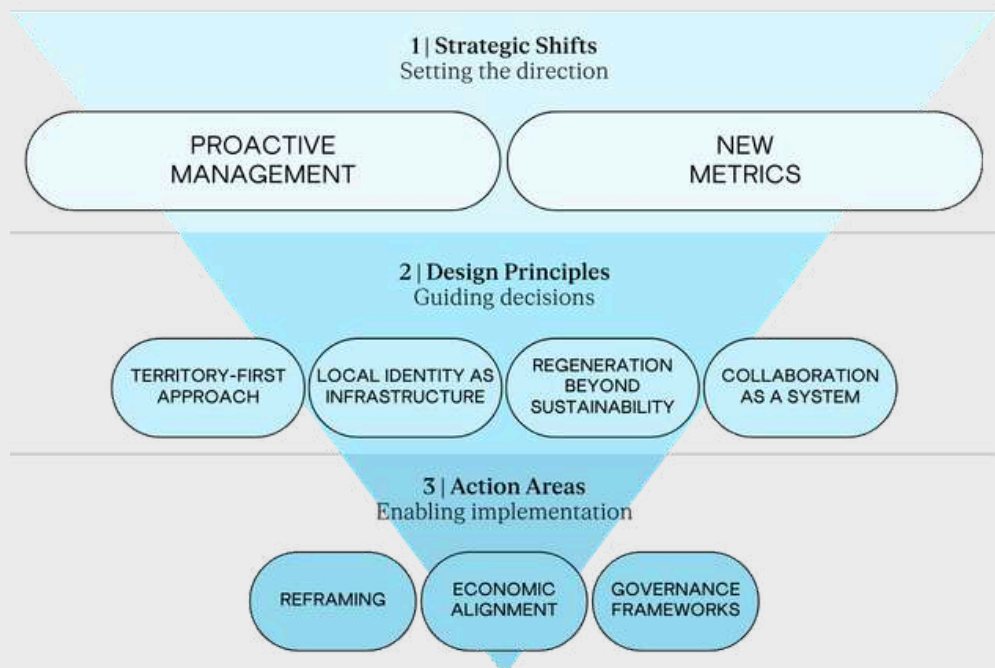 1 | Strategic Shifts
Setting the direction
PROACTIVE
MANAGEMENT
NEW
METRICS
2 | Design Principles
Guiding decisions
TERRITORY-FIRST
APPROACH
LOCAL IDENTITY AS
INFRASTRUCTURE
REGENERATION
BEYOND
SUSTAINABILITY
COLLABORATION
AS A SYSTEM
3 | Action Areas
Enabling implementation
REFRAMING
ECONOMIC
ALIGNMENT
GOVERNANCE
FRAMEWORKS